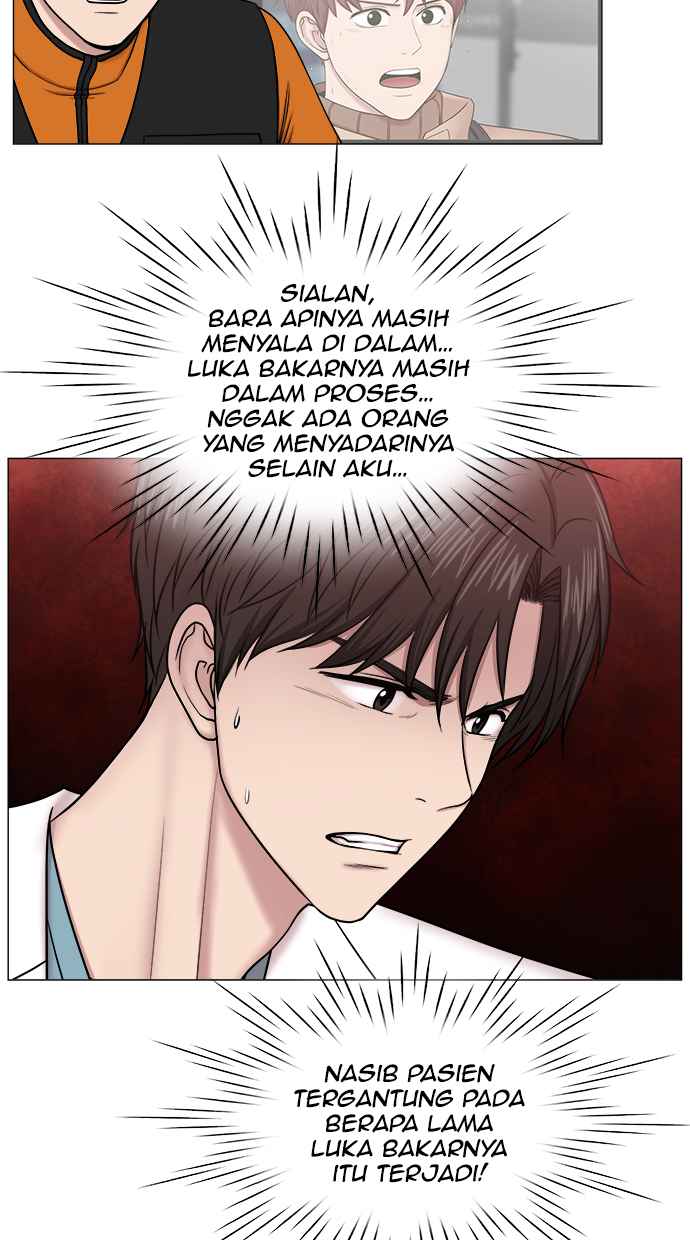 SIALAN,
BARA APINYA MASIH
MENYALA DI DALAM...
LUKA BAKARNYA MASIH
DALAM PROSES...
NGGAK ADA ORANG
YANG MENYADARINYA
SELAIN AKU...
NASIB PASIEN
TERGANTUNG PADA
BERAPA LAMA
LUKA BAKARNYA
ITU TERJADI!